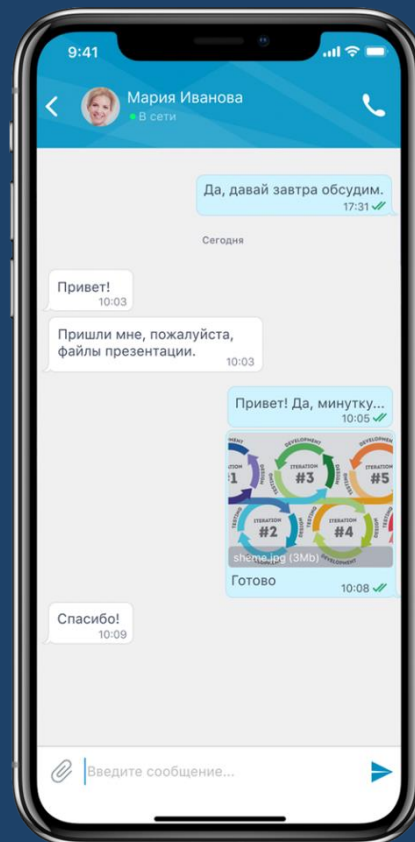 9:41
Мария Иванова
В сети
Да, давай завтра обсудим.
17:31
Сегодня
Привет!
10:03
Пришли мне, пожалуйста,
файлы презентации.
10:03
Привет! Да, минутку...
10:05
DEVELOPMENT
ITERATION
#3
TESTING
DESIGN
#1
#5
ITERATION
#2
ITERATION
#4
DEVELOPMENT
sheme.jpg (3Mb)
Готово
10:08
Спасибо!
10:09
Введите сообщение...